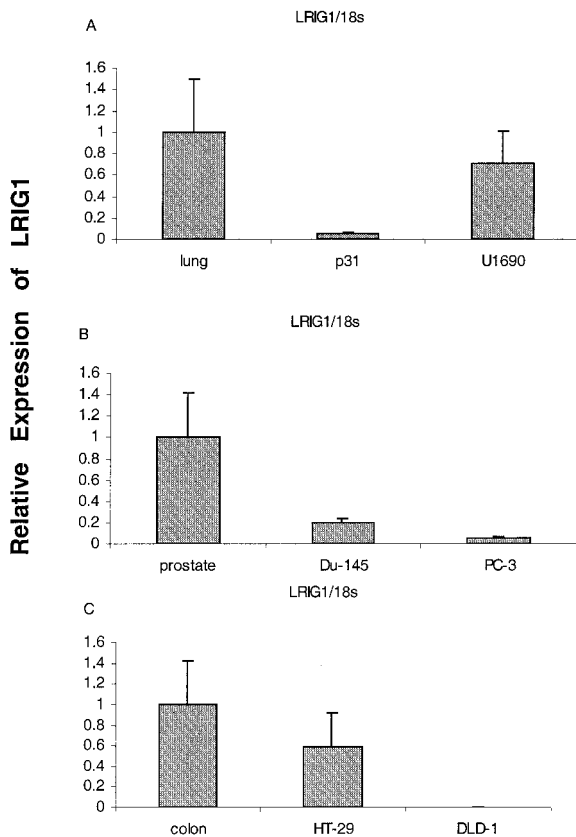 Relative Expression of LRIG1
A
LRIG1/18s
1.6
1.4
1.2
1
0.8
0.6
0.4
0.2
0
lung p31 U1690
B
LRIG1/18s
1.6
1.4
1.2
1
0.8
0.6
0.4
0.2
0
prostate Du-145 PC-3
C
LRIG1/18s
1.6
1.4
1.2
1
0.8
0.6
0.4
0.2
0
colon HT-29 DLD-1